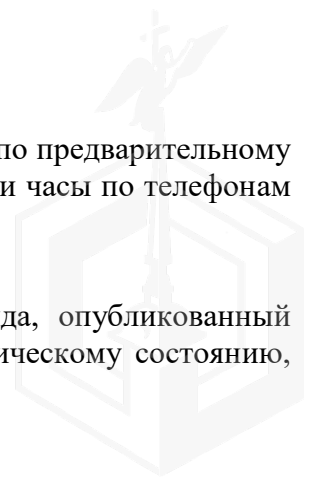 по предварительному
и часы по телефонам
да, опубликованный
ическому состоянию,